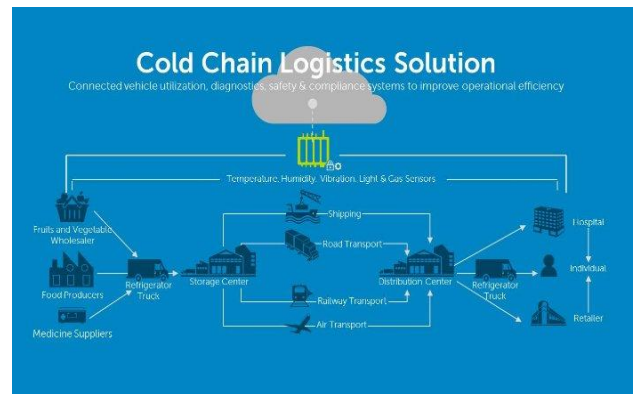 Cold Chain Logistics Solution
Connected vehicle utilization, diagnostics, safety & compliance systems to improve operational efficiency
Temperature, Humidity, Vibration, Light & Gas Sensors
Fruits and Vegetable
Wholesaler
Food Producers
Medicine Suppliers
Refrigerator
Truck
Storage Center
Shipping
Road Transport
Railway Transport
Air Transport
Distribution Center
Refrigerator
Truck
Hospital
Individual
Retailer